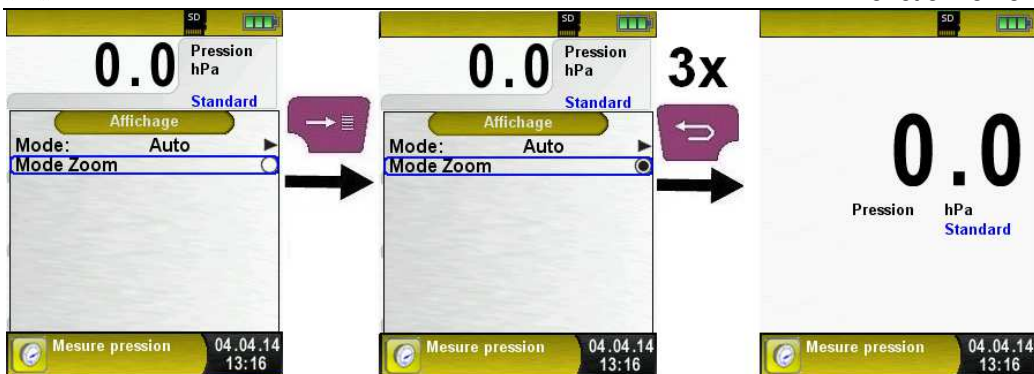 SD
0.0
Pression
hPa
Standard
Affichage
Mode: Auto
Mode Zoom
Mesure pression
04.04.14
13:16
SD
0.0
Pression
hPa
Standard
Affichage
Mode: Auto
Mode Zoom
Mesure pression
04.04.14
13:16
3x
SD
0.0
Pression hPa
Standard
Mesure pression
04.04.14
13:16